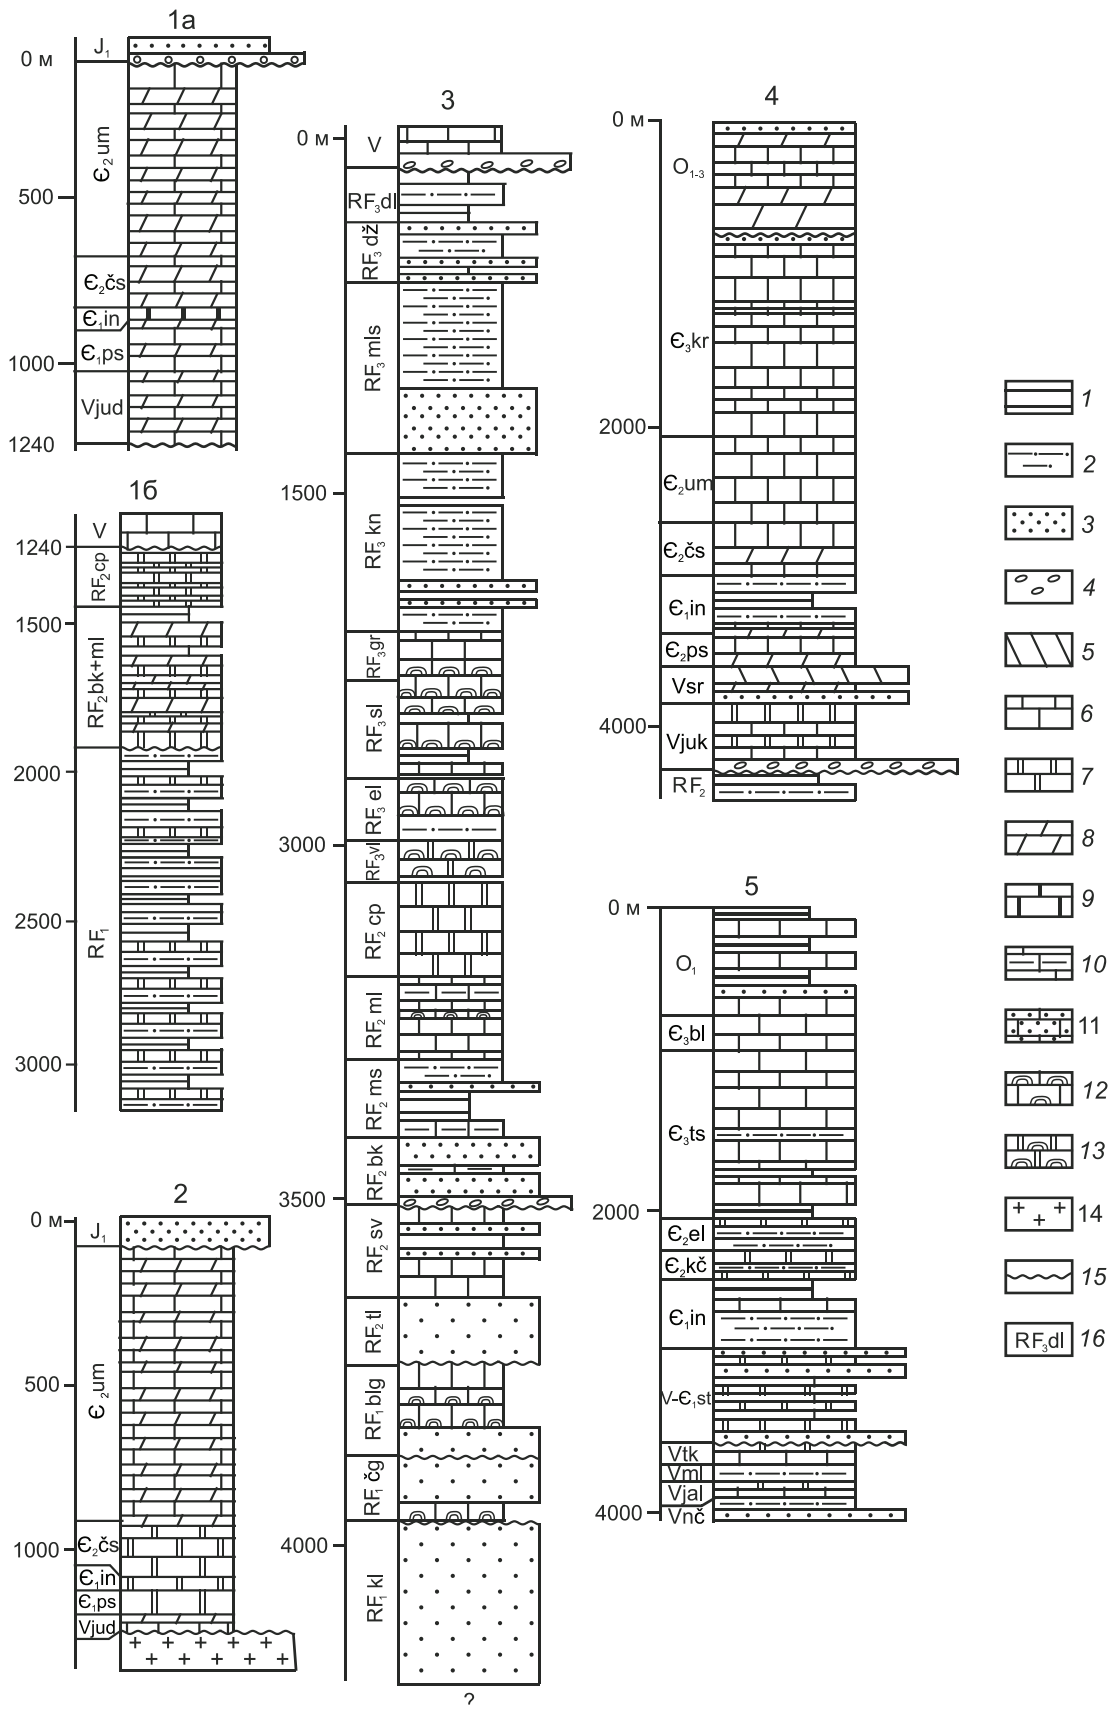 1а
J₁
0 м
Є₂um
500
Є₂čs
Є₁in
Є₁ps
1000
Vjud
1240
1б
V
1240
RF₂cp
1500
RF₂bk+ml
2000
2500
RF₁
3000
2
0 м
J₁
500
Є₂um
1000
Є₂čs
Є₁in
Є₁ps
Vjud
3
0 м
V
RF₃dl
RF₃dž
RF₃mls
1500
RF₃kn
RF₃gr
RF₃sl
RF₃el
3000
RF₃vl
RF₂cp
RF₂ml
RF₂ms
RF₂bk
3500
RF₂sv
RF₂tl
RF₁blg
RF₁čg
4000
RF₁kl
?
4
0 м
O₁₋₃
Є₃kr
2000
Є₂um
Є₂čs
Є₁in
Є₂ps
Vsr
4000
Vjuk
RF₂
5
0 м
O₁
Є₃bl
Є₃ts
2000
Є₂el
Є₂kč
Є₁in
V-Є₁st
Vtk
Vml
Vjal
4000
Vnč
1
2
3
4
5
6
7
8
9
10
11
12
13
14
15
RF₃dl 16